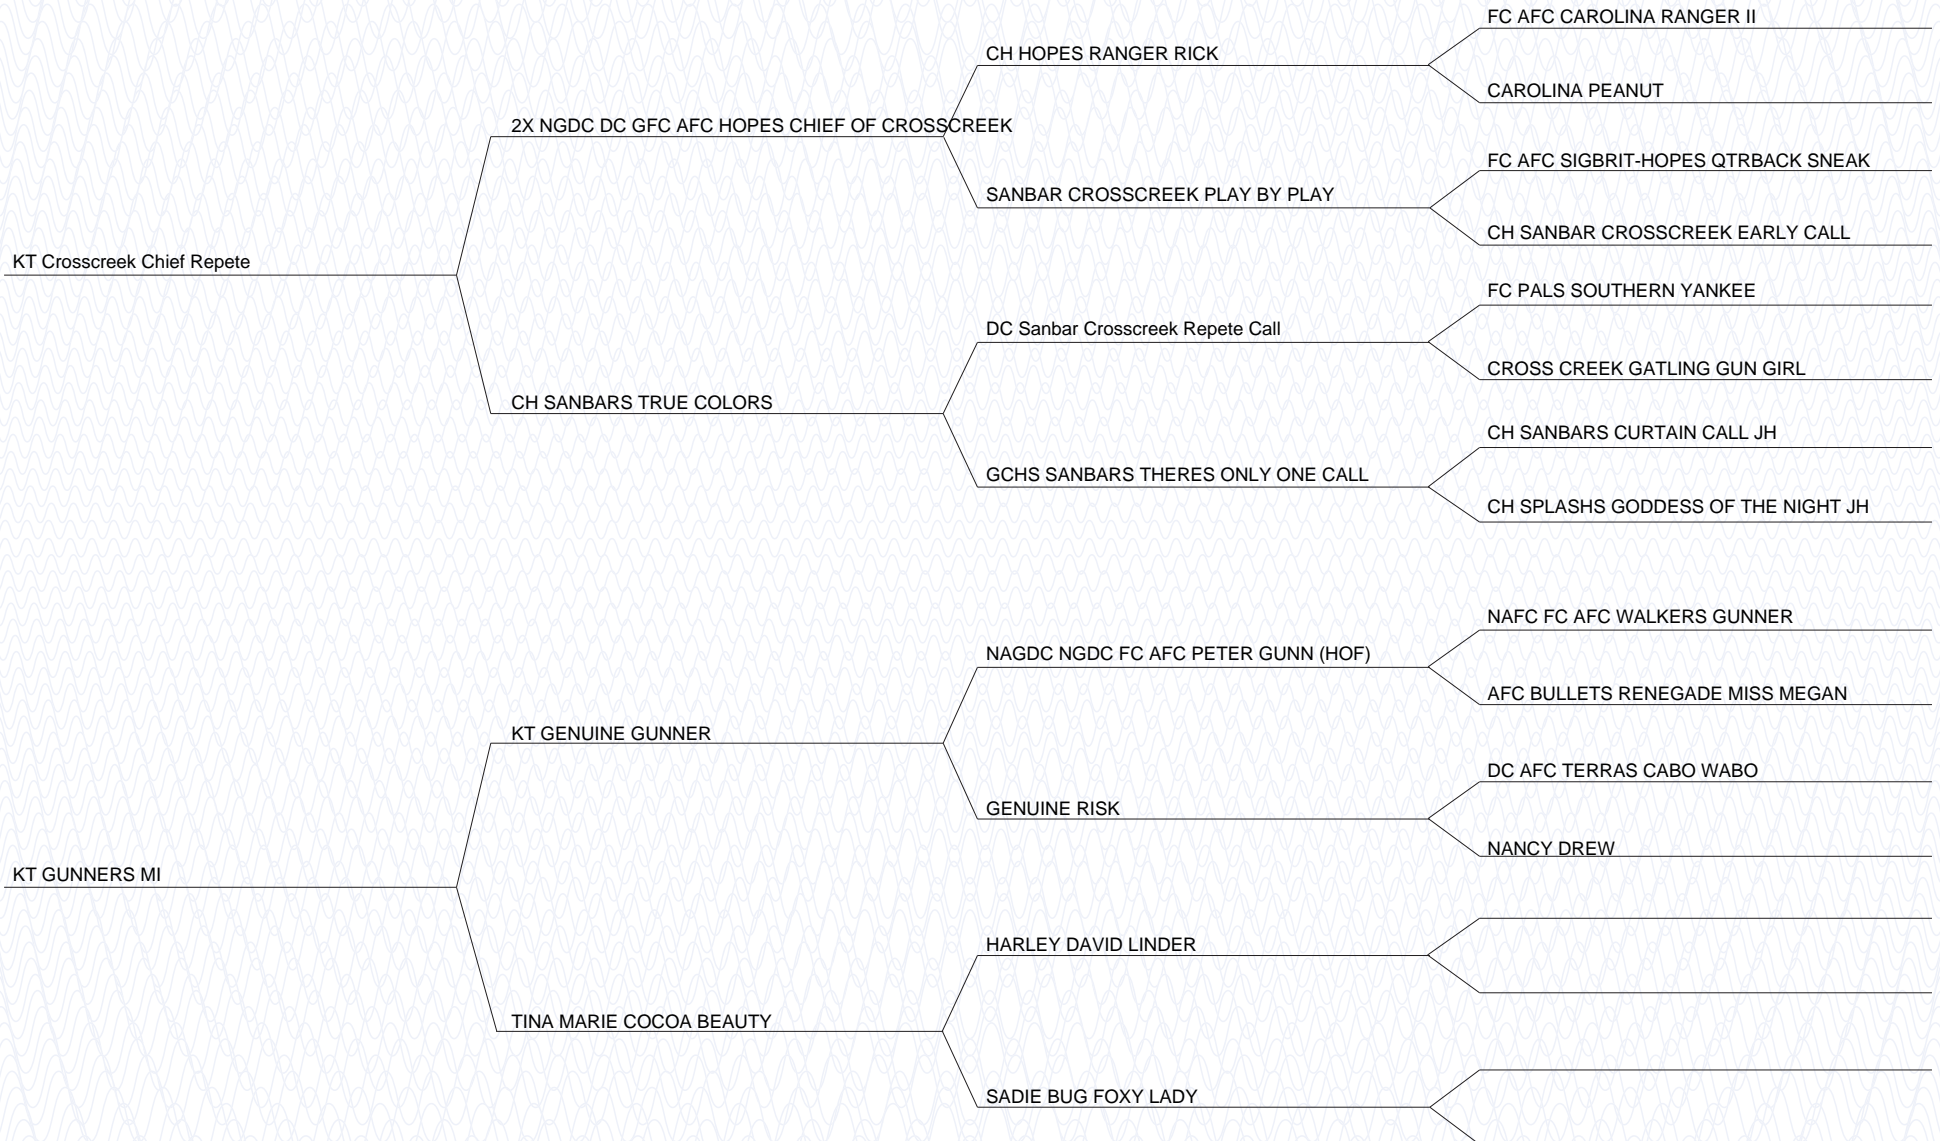 FC AFC CAROLINA RANGER II
CH HOPES RANGER RICK
CAROLINA PEANUT
2X NGDC DC GFC AFC HOPES CHIEF OF CROSSCREEK
FC AFC SIGBRIT-HOPES QTRBACK SNEAK
SANBAR CROSSCREEK PLAY BY PLAY
CH SANBAR CROSSCREEK EARLY CALL
KT Crosscreek Chief Repete
FC PALS SOUTHERN YANKEE
DC Sanbar Crosscreek Repete Call
CROSS CREEK GATLING GUN GIRL
CH SANBARS TRUE COLORS
CH SANBARS CURTAIN CALL JH
GCHS SANBARS THERES ONLY ONE CALL
CH SPLASHS GODDESS OF THE NIGHT JH
NAFC FC AFC WALKERS GUNNER
NAGDC NGDC FC AFC PETER GUNN (HOF)
AFC BULLETS RENEGADE MISS MEGAN
KT GENUINE GUNNER
DC AFC TERRAS CABO WABO
GENUINE RISK
NANCY DREW
KT GUNNERS MI
HARLEY DAVID LINDER
TINA MARIE COCOA BEAUTY
SADIE BUG FOXY LADY